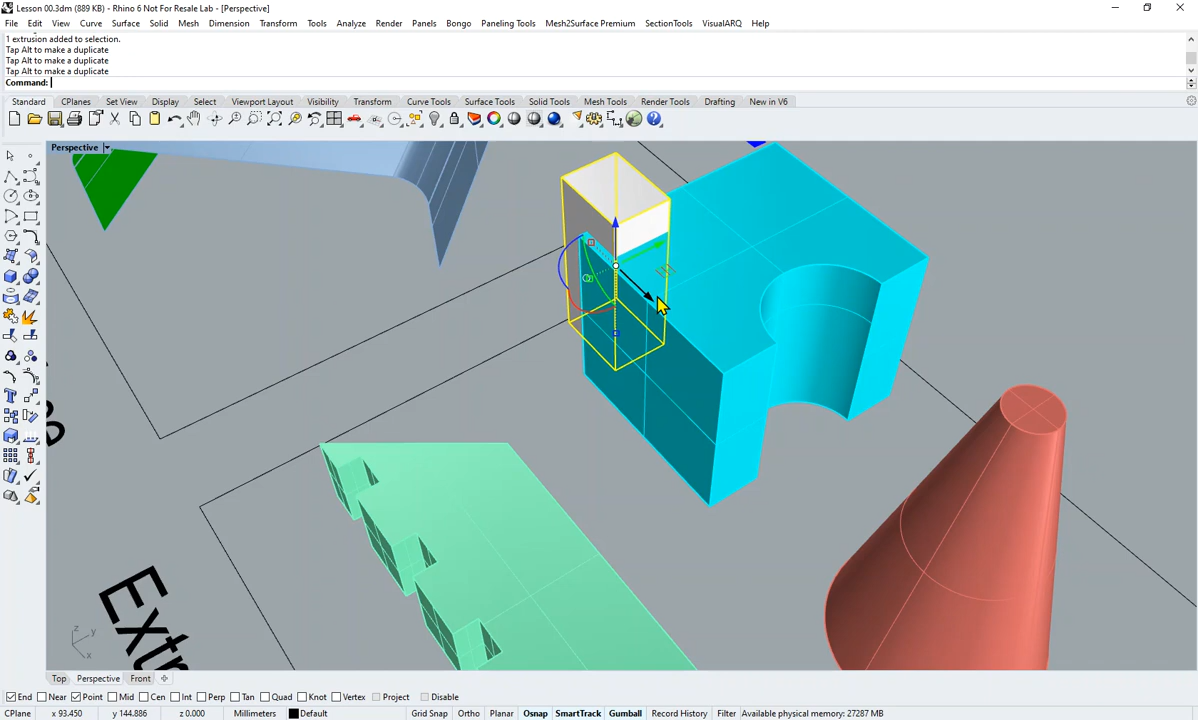 Lesson 00.3dm (889 KB) - Rhino 6 Not For Resale Lab - [Perspective]
File Edit View Curve Surface Solid Mesh Dimension Transform Tools Analyze Render Panels Bongo Paneling Tools Mesh2Surface Premium SectionTools VisualARQ Help
1 extrusion added to selection.
Tap Alt to make a duplicate
Tap Alt to make a duplicate
Tap Alt to make a duplicate
Command:
Standard CPlanes Set View Display Select Viewport Layout Visibility Transform Curve Tools Surface Tools Solid Tools Mesh Tools Render Tools Drafting New in V6
Perspective
Extr
z
y
x
Top Perspective Front
End Near Point Mid Cen Int Perp Tan Quad Knot Vertex Project Disable
CPlane x 93.450 y 144.886 z 0.000 Millimeters Default Grid Snap Ortho Planar Osnap SmartTrack Gumball Record History Filter Available physical memory: 27287 MB